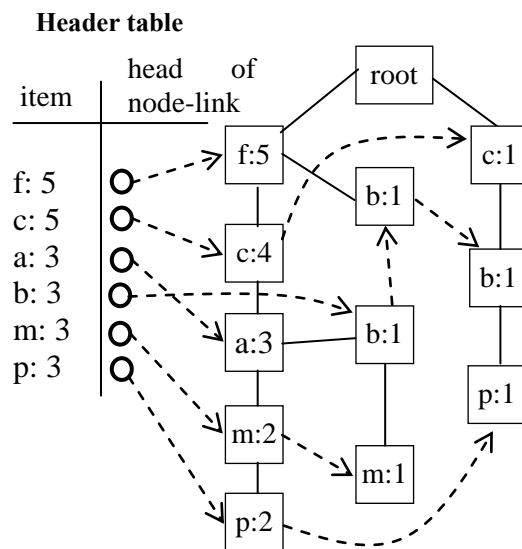 Header table
item
head of
node-link
f: 5
c: 5
a: 3
b: 3
m: 3
p: 3
root
f:5
c:1
b:1
c:4
b:1
a:3
b:1
p:1
m:2
m:1
p:2